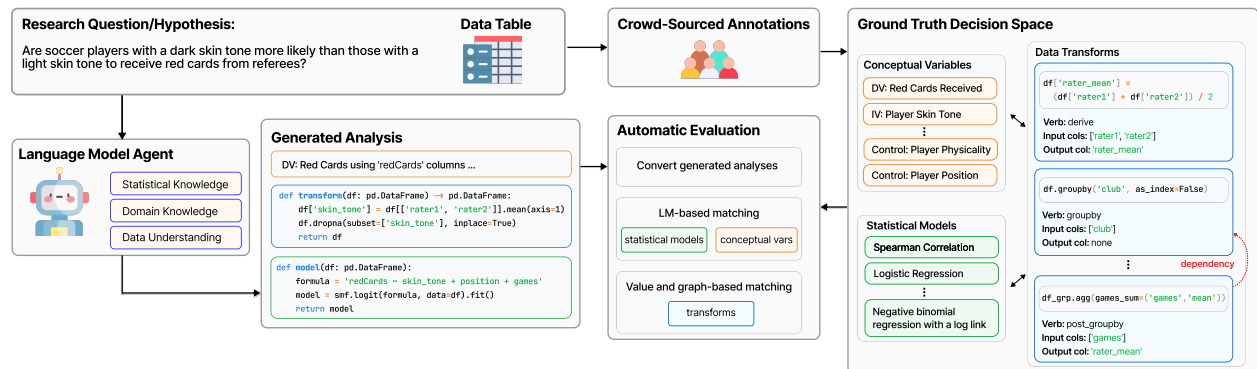 Research Question/Hypothesis:
Are soccer players with a dark skin tone more likely than those with a
light skin tone to receive red cards from referees?
Data Table
Language Model Agent
Statistical Knowledge
Domain Knowledge
Data Understanding
Generated Analysis
DV: Red Cards using 'redCards' columns ...
def transform(df: pd.DataFrame) → pd.DataFrame:
df['skin_tone'] = df[['rater1', 'rater2']].mean(axis=1)
df.dropna(subset=['skin_tone'], inplace=True)
return df
def model(df: pd.DataFrame):
formula = 'redCards ~ skin_tone + position + games'
model = smf.logit(formula, data=df).fit()
return model
Crowd-Sourced Annotations
Automatic Evaluation
Convert generated analyses
LM-based matching
statistical models
conceptual vars
Value and graph-based matching
transforms
Ground Truth Decision Space
Conceptual Variables
DV: Red Cards Received
IV: Player Skin Tone
Control: Player Physicality
Control: Player Position
Statistical Models
Spearman Correlation
Logistic Regression
Negative binomial
regression with a log link
Data Transforms
df['rater_mean'] =
(df['rater1'] + df['rater2']) / 2
Verb: derive
Input cols: ['rater1', 'rater2']
Output col: 'rater_mean'
df.groupby('club', as_index=False)
Verb: groupby
Input cols: ['club']
Output col: none
dependency
df_grp.agg(games_sum=('games','mean'))
Verb: post_groupby
Input cols: ['games']
Output col: 'rater_mean'